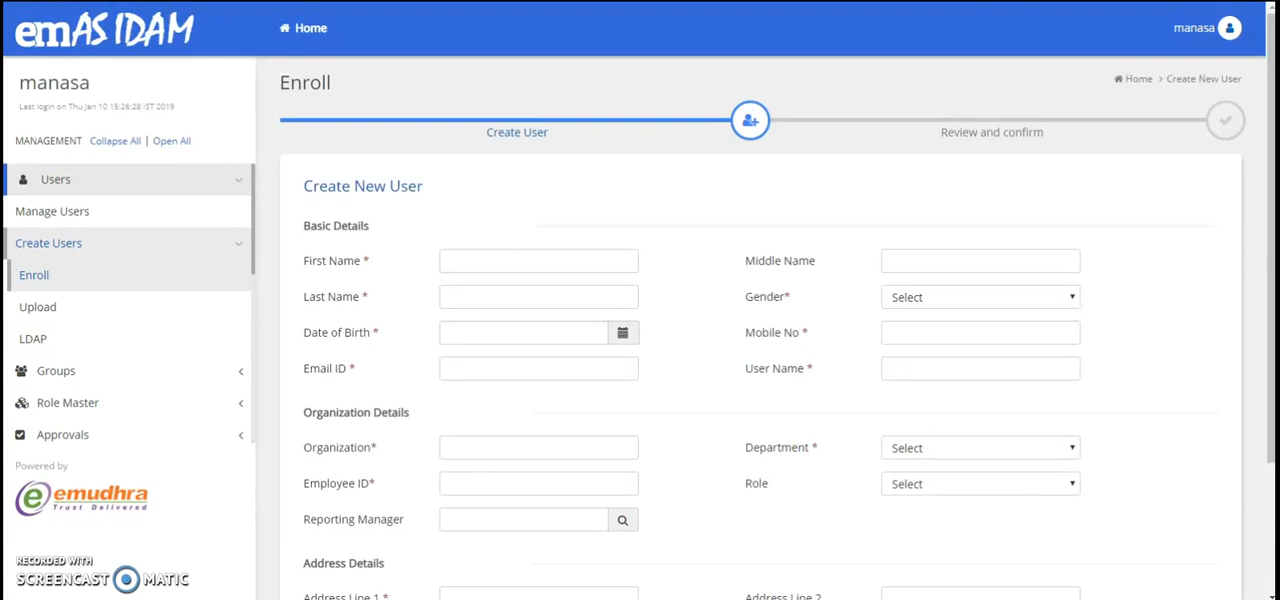 emAS IDAM
Home
manasa
manasa
Last login on Thu Jan 10 15:26:28 IST 2019
MANAGEMENT Collapse All | Open All
Users
Manage Users
Create Users
Enroll
Upload
LDAP
Groups
Role Master
Approvals
Powered by
emudhra
Trust Delivered
RECORDED WITH
SCREENCAST MATIC
Enroll
Home > Create New User
Create User
Review and confirm
Create New User
Basic Details
First Name *
Middle Name
Last Name *
Gender* Select
Date of Birth *
Mobile No *
Email ID *
User Name *
Organization Details
Organization*
Department * Select
Employee ID*
Role Select
Reporting Manager
Address Details
Address Line 1 *
Address Line 2